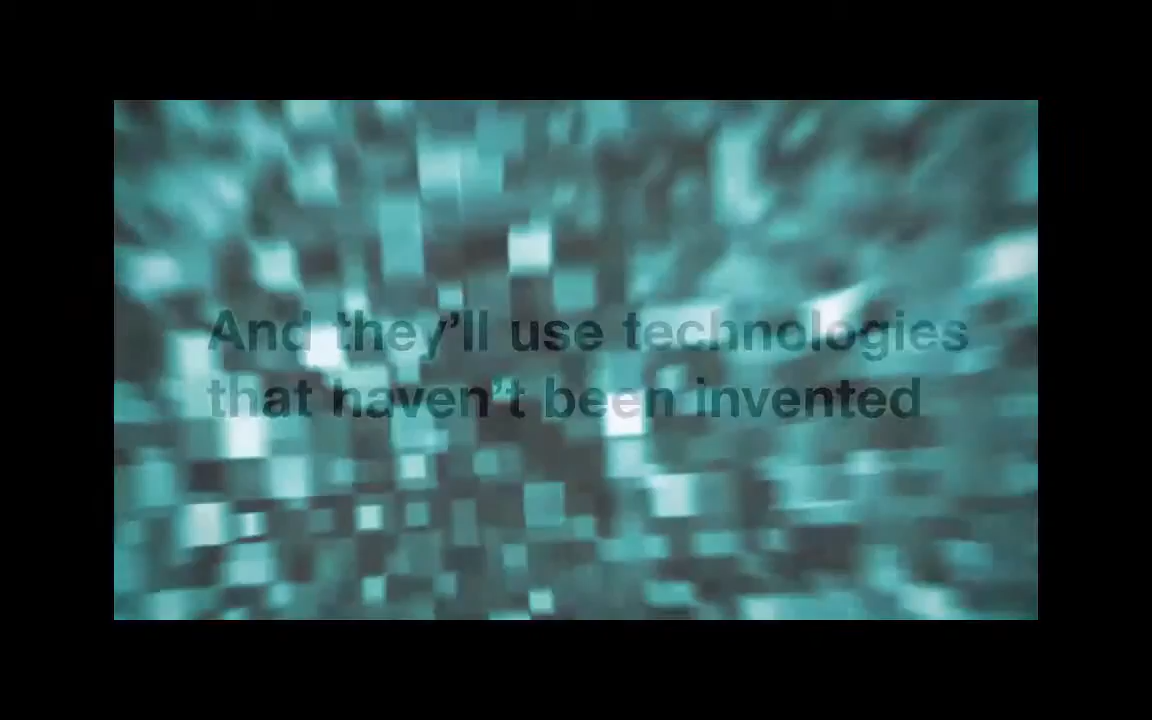 And they’ll use technologies
that haven’t been invented